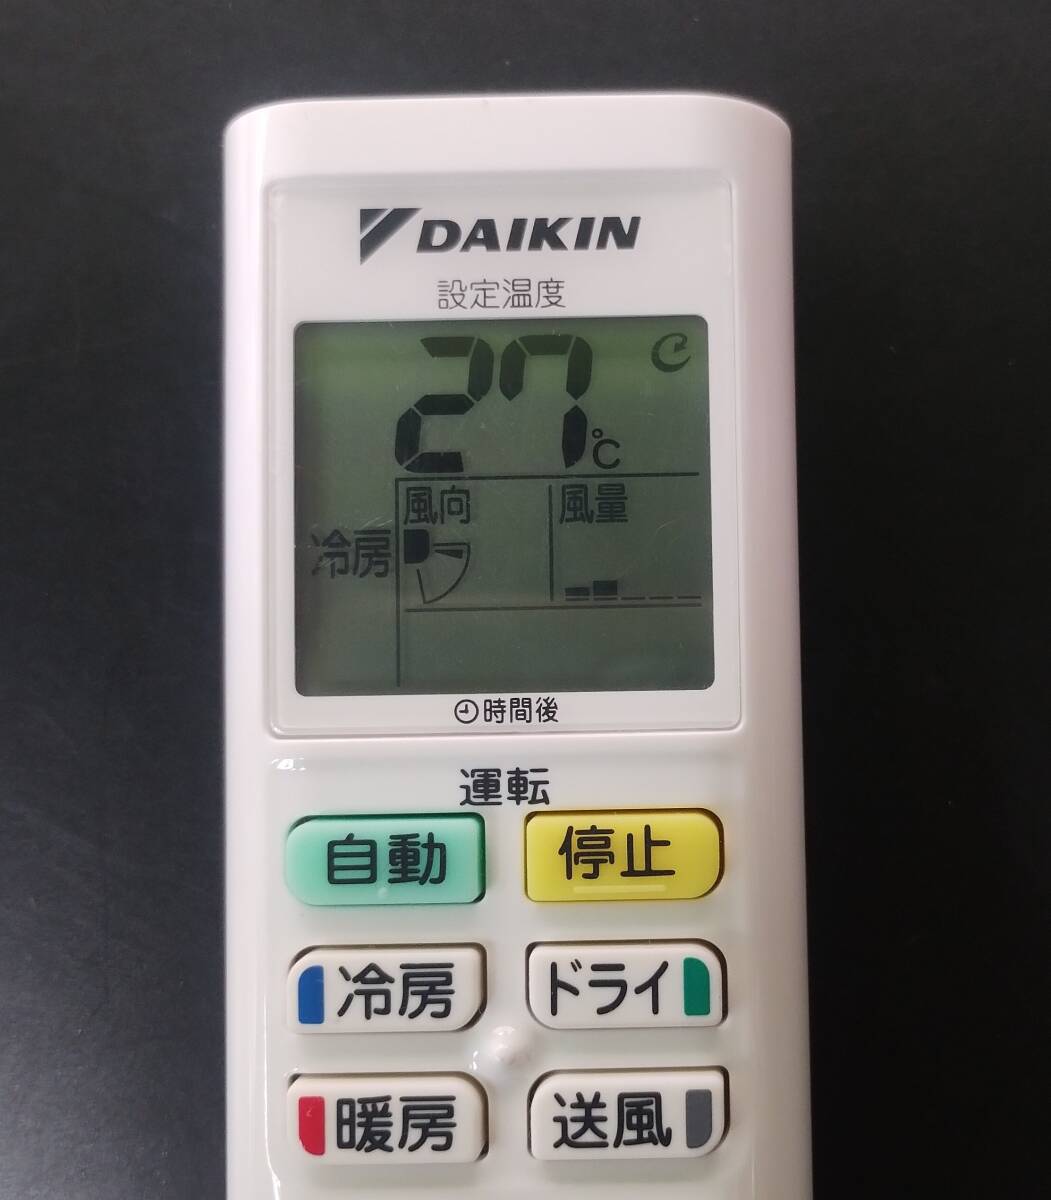 DAIKIN
設定温度
27℃
風向 風量
冷房
時間後
運転
自動 停止
冷房 ドライ
暖房 送風